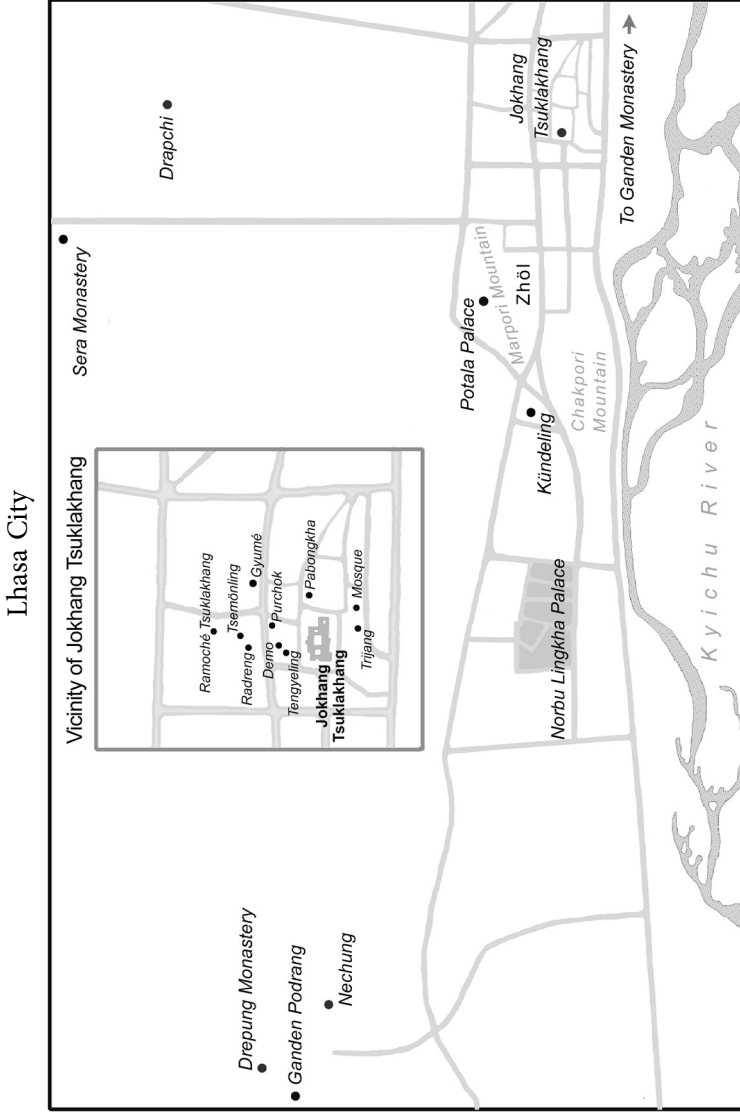 Lhasa City
Vicinity of Jokhang Tsuklakhang
Ramoché Tsuklakhang
Tsemönling
Radreng
Gyumé
Demo
Purchok
Tengyeling
Pabongkha
Jokhang
Tsuklakhang
Trijang
Mosque
Sera Monastery
Drapchi
Drepung Monastery
Ganden Podrang
Nechung
Potala Palace
Marpori Mountain
Zhöl
Jokhang
Tsuklakhang
Kündeling
Chakpori
Mountain
Norbu Lingkha Palace
To Ganden Monastery
Kyichu River